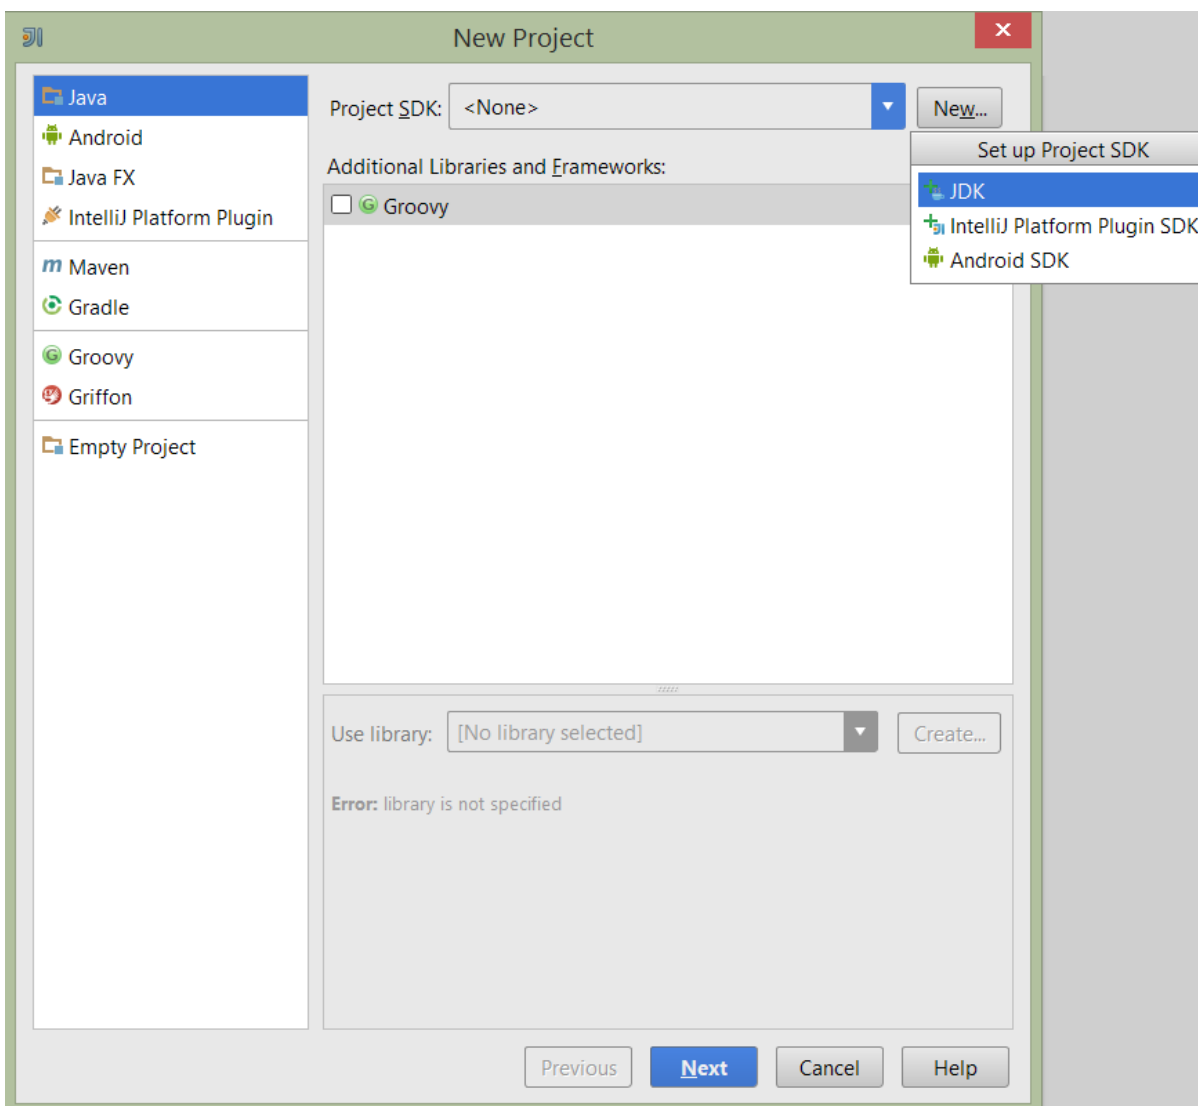 New Project
Java
Android
Java FX
IntelliJ Platform Plugin
Maven
Gradle
Groovy
Griffon
Empty Project
Project SDK: <None> New...
Set up Project SDK
JDK
IntelliJ Platform Plugin SDK
Android SDK
Additional Libraries and Frameworks:
Groovy
Use library: [No library selected] Create...
Error: library is not specified
Previous Next Cancel Help